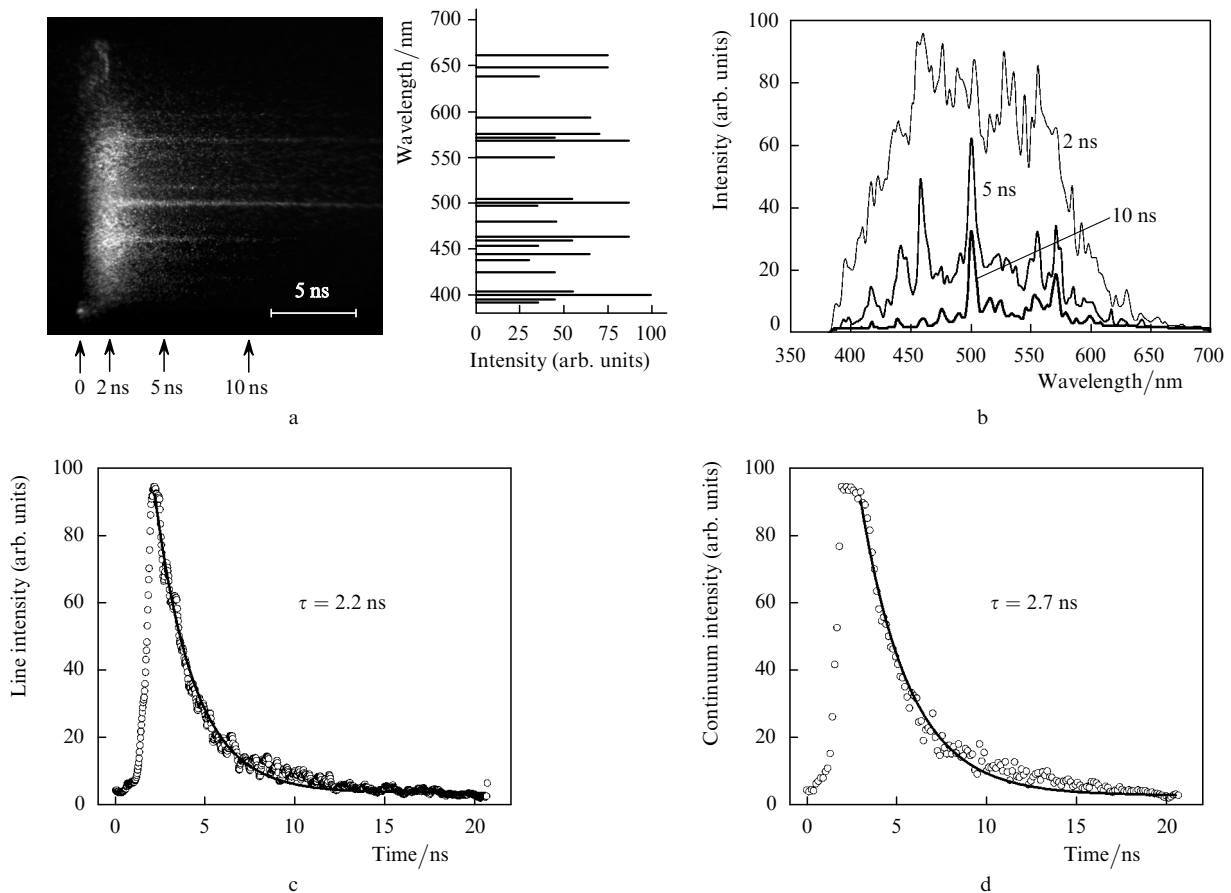 5 ns
0
2 ns
5 ns
10 ns
700
650
600
550
500
450
400
Wavelength/nm
0
25
50
75
100
Intensity (arb. units)
a
100
80
60
40
20
0
Intensity (arb. units)
2 ns
5 ns
10 ns
350
400
450
500
550
600
650
700
Wavelength/nm
b
100
80
60
40
20
0
Line intensity (arb. units)
τ = 2.2 ns
0
5
10
15
20
Time/ns
c
100
80
60
40
20
0
Continuum intensity (arb. units)
τ = 2.7 ns
0
5
10
15
20
Time/ns
d